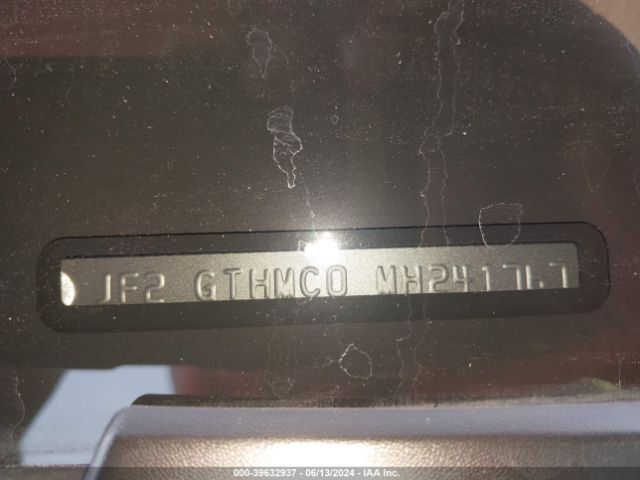 JF2 GTHMC0 MH241767
000-39632937 - 06/13/2024 - IAA Inc.